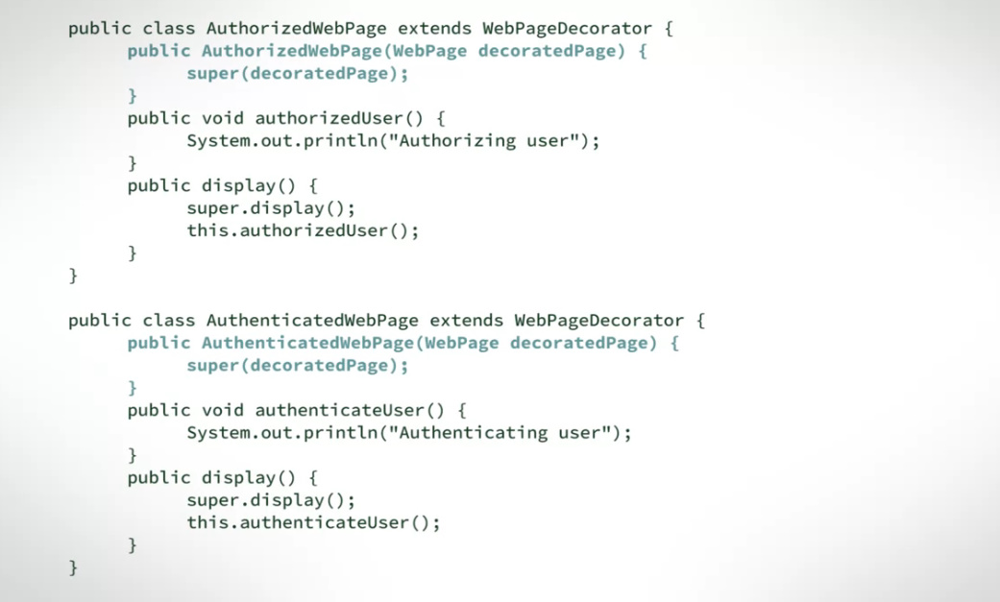 public class AuthorizedWebPage extends WebPageDecorator {
public AuthorizedWebPage(WebPage decoratedPage) {
super(decoratedPage);
}
public void authorizedUser() {
System.out.println("Authorizing user");
}
public display() {
super.display();
this.authorizedUser();
}
}
public class AuthenticatedWebPage extends WebPageDecorator {
public AuthenticatedWebPage(WebPage decoratedPage) {
super(decoratedPage);
}
public void authenticateUser() {
System.out.println("Authenticating user");
}
public display() {
super.display();
this.authenticateUser();
}
}